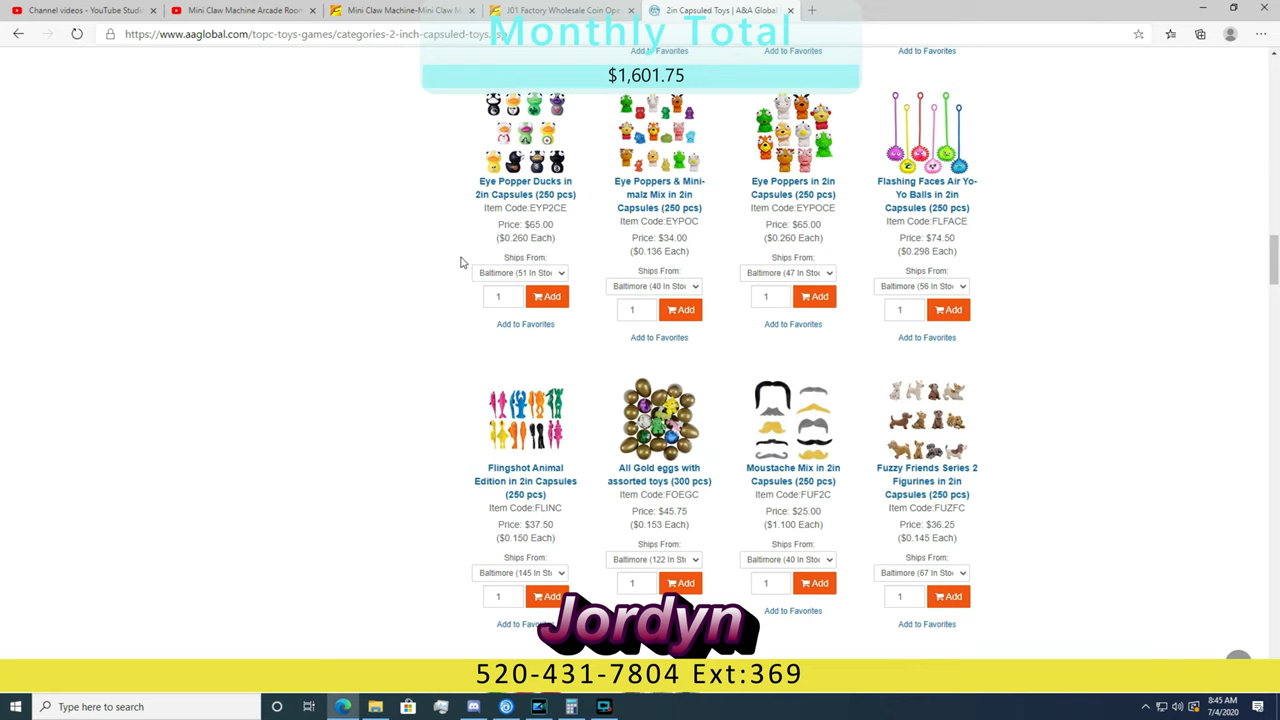 Channel videos - YouTube Studi
Mini Claw Machine Arcade Room
Mini Claw Machine-Mini Claw M
J01 Factory Wholesale Coin Ope
2in Capsuled Toys | A&A Global I
https://www.aaglobal.com/topc-toys-games/categories-2-inch-capsuled-toys.
Monthly Total
Add to Favorites
Add to Favorites
$1,601.75
Eye Popper Ducks in 2in Capsules (250 pcs)
Item Code:EYP2CE
Price: $65.00
($0.260 Each)
Ships From:
Baltimore (51 In Stoc
1
Add
Add to Favorites
Eye Poppers & Mini-malz Mix in 2in Capsules (250 pcs)
Item Code:EYPOC
Price: $34.00
($0.136 Each)
Ships From:
Baltimore (40 In Stoc
1
Add
Add to Favorites
Eye Poppers in 2in Capsules (250 pcs)
Item Code:EYPOCE
Price: $65.00
($0.260 Each)
Ships From:
Baltimore (47 In Stoc
1
Add
Add to Favorites
Flashing Faces Air Yo-Yo Balls in 2in Capsules (250 pcs)
Item Code:FLFACE
Price: $74.50
($0.298 Each)
Ships From:
Baltimore (56 In Stoc
1
Add
Add to Favorites
Flingshot Animal Edition in 2in Capsules (250 pcs)
Item Code:FLINC
Price: $37.50
($0.150 Each)
Ships From:
Baltimore (145 In Sto
1
Add
Add to Favo
All Gold eggs with assorted toys (300 pcs)
Item Code:FOEGC
Price: $45.75
($0.153 Each)
Ships From:
Baltimore (122 In Sto
1
Add
Moustache Mix in 2in Capsules (250 pcs)
Item Code:FUF2C
Price: $25.00
($1.100 Each)
Ships From:
Baltimore (40 In Stoc
1
Add
Add to Favorites
Fuzzy Friends Series 2 Figurines in 2in Capsules (250 pcs)
Item Code:FUZFC
Price: $36.25
($0.145 Each)
Ships From:
Baltimore (67 In Stoc
1
Add
Add to Favorites
Jordyn
520-431-7804 Ext:369
Type here to search
8:45 AM
7/4/2020